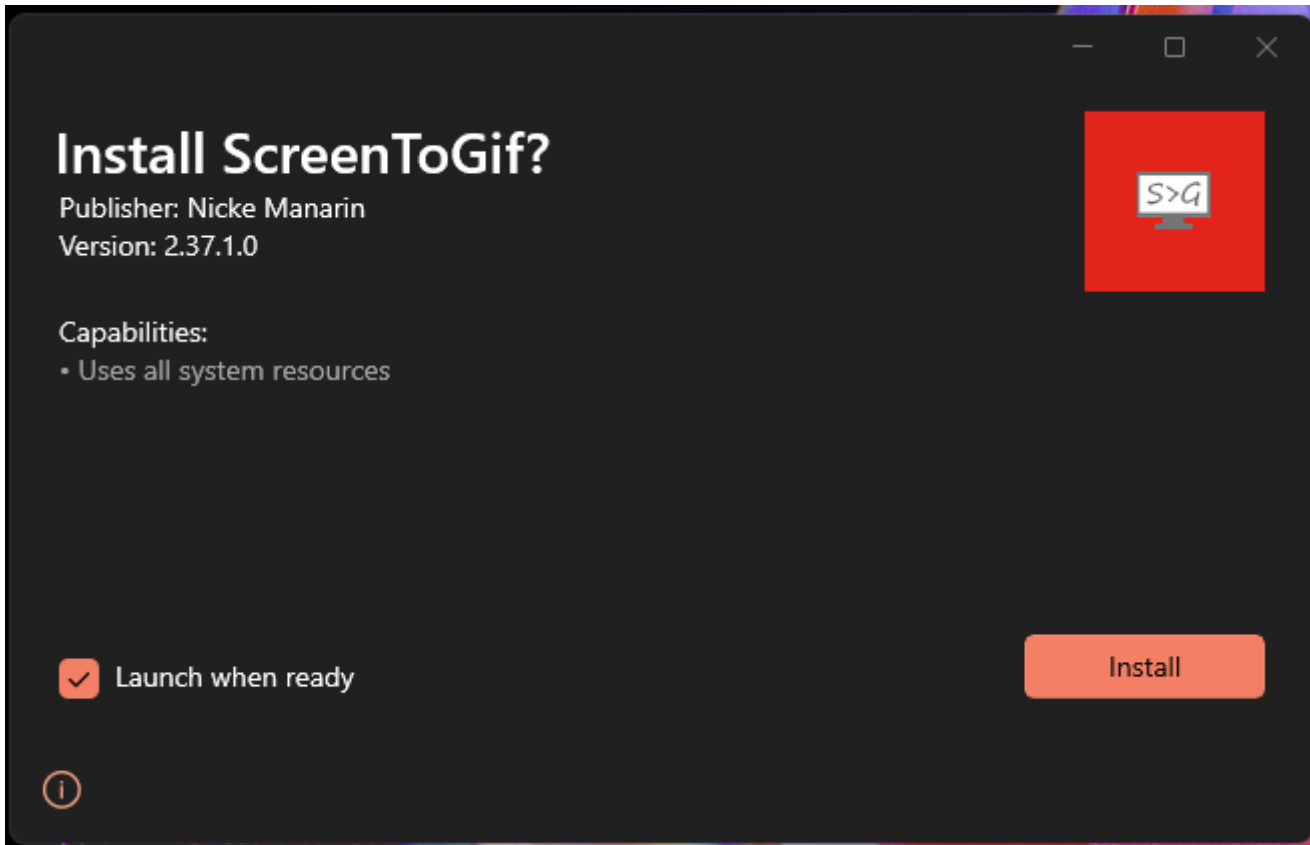 Install ScreenToGif?
Publisher: Nicke Manarin
Version: 2.37.1.0
S>G
Capabilities:
• Uses all system resources
Launch when ready
Install